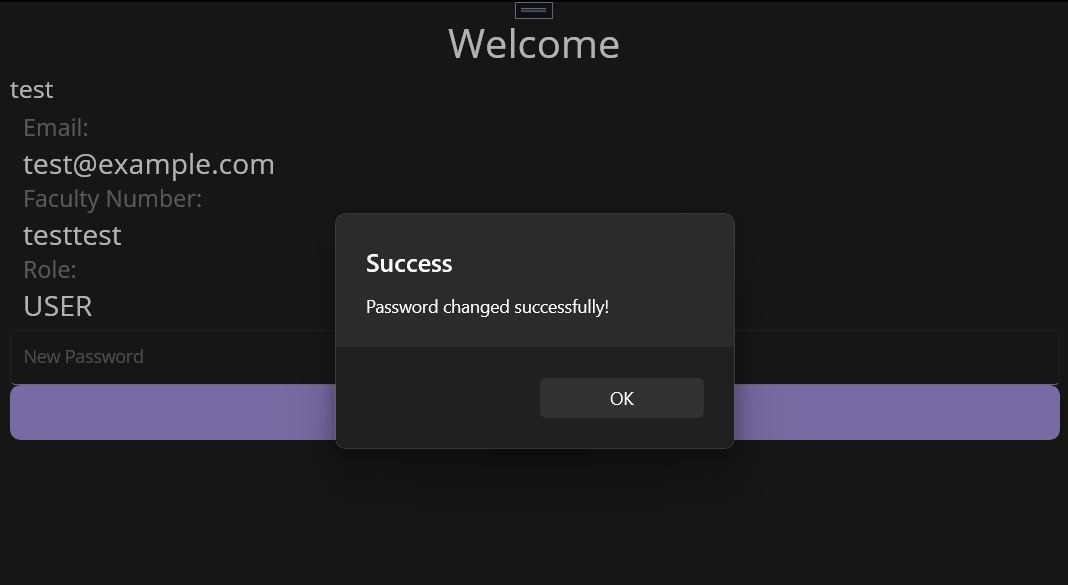 Welcome
test
Email:
test@example.com
Faculty Number:
testtest
Role:
USER
New Password
Success
Password changed successfully!
OK